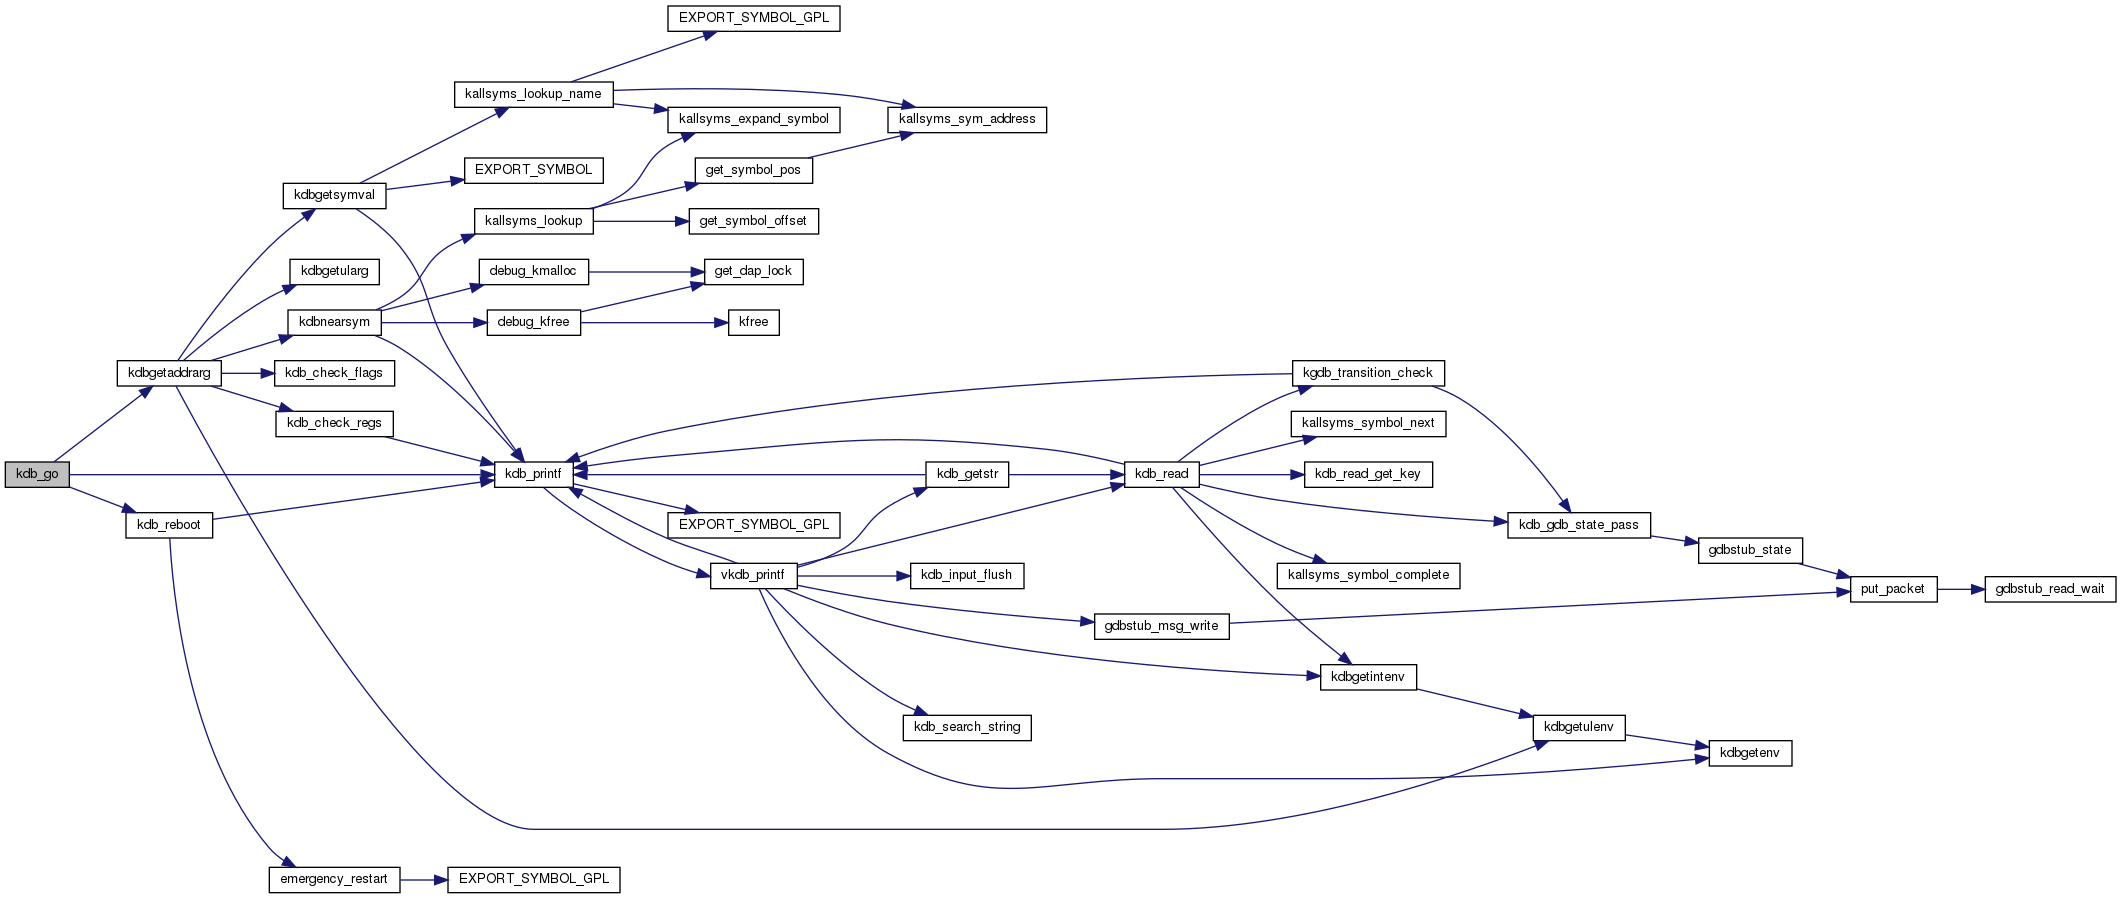 EXPORT_SYMBOL_GPL
kallsyms_lookup_name
kallsyms_expand_symbol
kallsyms_sym_address
EXPORT_SYMBOL
get_symbol_pos
kdbgetsymval
kallsyms_lookup
get_symbol_offset
kdbgetularg
debug_kmalloc
get_dap_lock
kdbnearsym
debug_kfree
kfree
kdbgetaddrarg
kdb_check_flags
kgdb_transition_check
kdb_check_regs
kallsyms_symbol_next
kdb_go
kdb_printf
kdb_getstr
kdb_read
kdb_read_get_key
kdb_reboot
EXPORT_SYMBOL_GPL
kdb_gdb_state_pass
gdbstub_state
vkdb_printf
kdb_input_flush
kallsyms_symbol_complete
put_packet
gdbstub_read_wait
gdbstub_msg_write
kdbgetintenv
kdb_search_string
kdbgetulenv
kdbgetenv
emergency_restart
EXPORT_SYMBOL_GPL